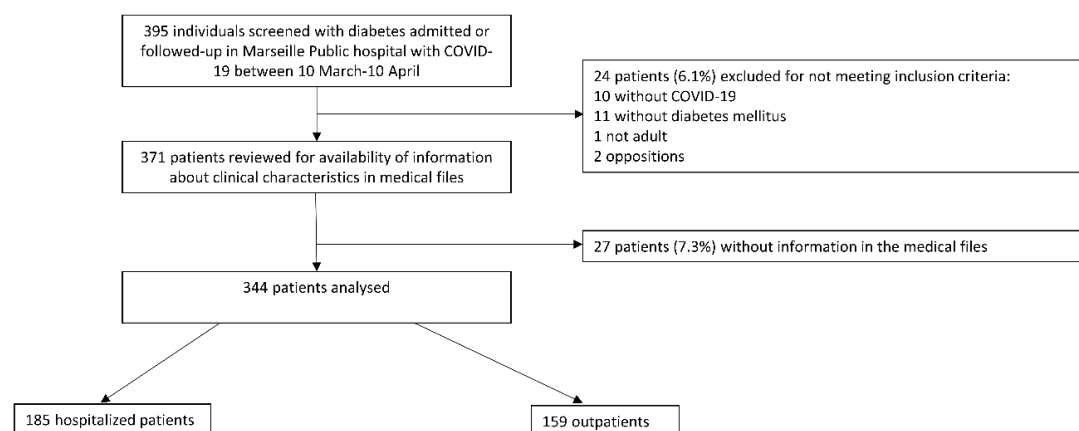 395 individuals screened with diabetes admitted or
followed-up in Marseille Public hospital with COVID-
19 between 10 March-10 April
24 patients (6.1%) excluded for not meeting inclusion criteria:
10 without COVID-19
11 without diabetes mellitus
1 not adult
2 oppositions
371 patients reviewed for availability of information
about clinical characteristics in medical files
27 patients (7.3%) without information in the medical files
344 patients analysed
185 hospitalized patients
159 outpatients